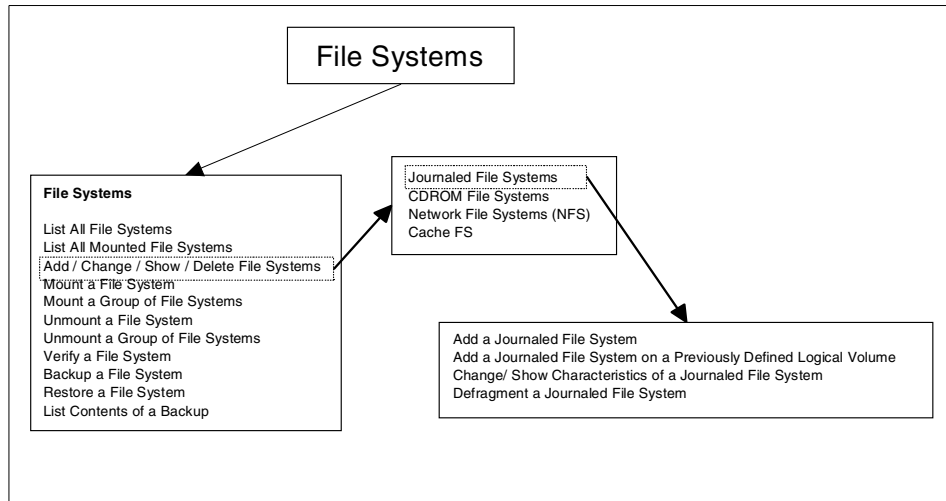 File Systems
File Systems
List All File Systems
List All Mounted File Systems
Add / Change / Show / Delete File Systems
Mount a File System
Mount a Group of File Systems
Unmount a File System
Unmount a Group of File Systems
Verify a File System
Backup a File System
Restore a File System
List Contents of a Backup
Journaled File Systems
CDROM File Systems
Network File Systems (NFS)
Cache FS
Add a Journaled File System
Add a Journaled File System on a Previously Defined Logical Volume
Change/ Show Characteristics of a Journaled File System
Defragment a Journaled File System